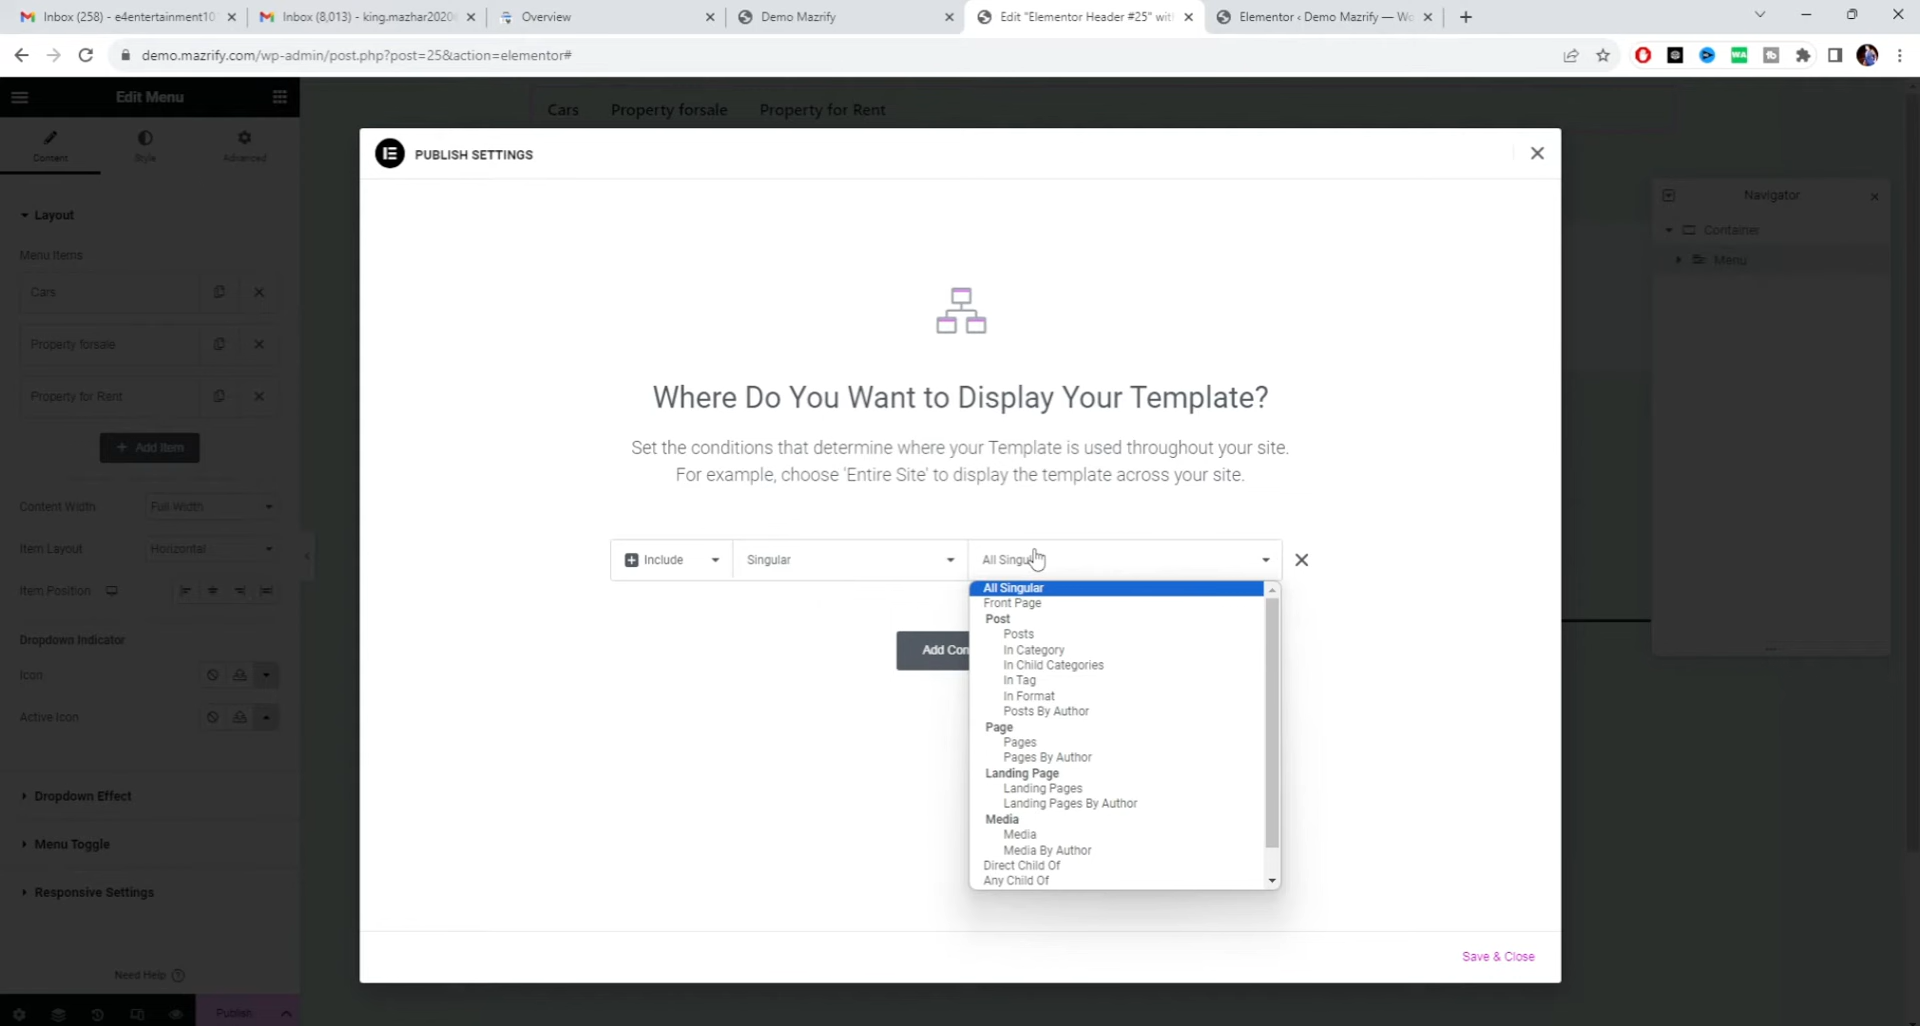 Inbox (258) - e4entertainment10
Inbox (8,013) - king.mazhar2020
Overview
Demo Mazrify
Edit "Elementor Header #25" wit
Elementor ‹ Demo Mazrify — Wo
demo.mazrify.com/wp-admin/post.php?post=25&action=elementor#
Edit Menu
Cars
Property forsale
Property for Rent
Content
Style
Advanced
PUBLISH SETTINGS
Navigator
Layout
Container
Menu Items
Menu
Cars
Property forsale
Property for Rent
Add Item
Where Do You Want to Display Your Template?
Set the conditions that determine where your Template is used throughout your site.
For example, choose 'Entire Site' to display the template across your site.
Content Width
Full Width
Item Layout
Horizontal
Item Position
Include
Singular
All Singu
All Singular
Front Page
Post
Posts
In Category
In Child Categories
In Tag
In Format
Posts By Author
Page
Pages
Pages By Author
Landing Page
Landing Pages
Landing Pages By Author
Media
Media
Media By Author
Direct Child Of
Any Child Of
Add Con
Dropdown Indicator
Icon
Active Icon
Dropdown Effect
Menu Toggle
Responsive Settings
Need Help
Save & Close
Publish